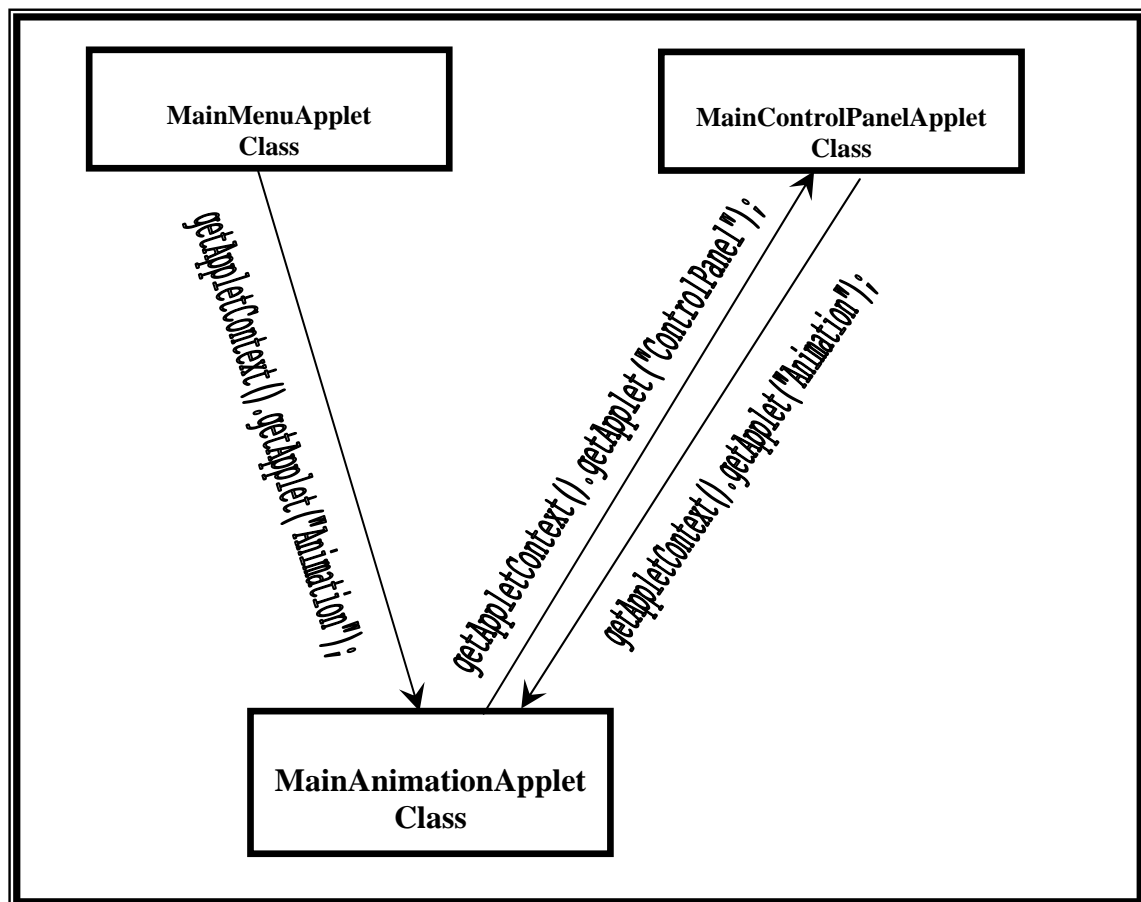 MainMenuApplet
Class
MainControlPanelApplet
Class
getAppletContext().getApplet("Animation");
getAppletContext().getApplet("ControlPanel");
getAppletContext().getApplet("Animation");
MainAnimationApplet
Class